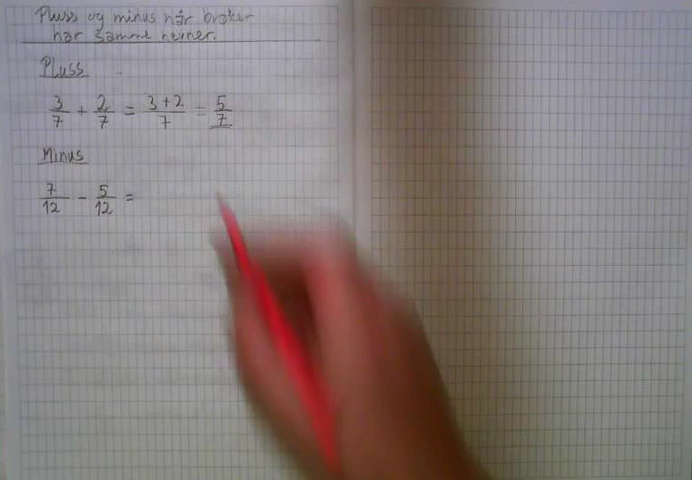 Pluss og minus når brøker
har samme nevner.
Pluss
3/7 + 2/7 = 3+2/7 = 5/7
Minus
7/12 - 5/12 =